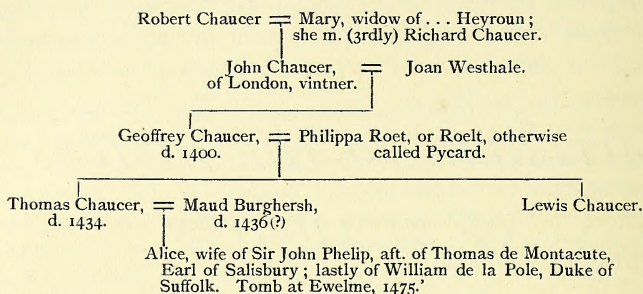 Robert Chaucer = Mary, widow of . . . Heyroun ;
she m. (3rdly) Richard Chaucer.
John Chaucer, = Joan Westhale.
of London, vintner.
Geoffrey Chaucer, = Philippa Roet, or Roelt, otherwise
d. 1400. called Pycard.
Thomas Chaucer, = Maud Burghersh, Lewis Chaucer.
d. 1434. d. 1436(?)
Alice, wife of Sir John Phelip, aft. of Thomas de Montacute,
Earl of Salisbury ; lastly of William de la Pole, Duke of
Suffolk. Tomb at Ewelme, 1475.'